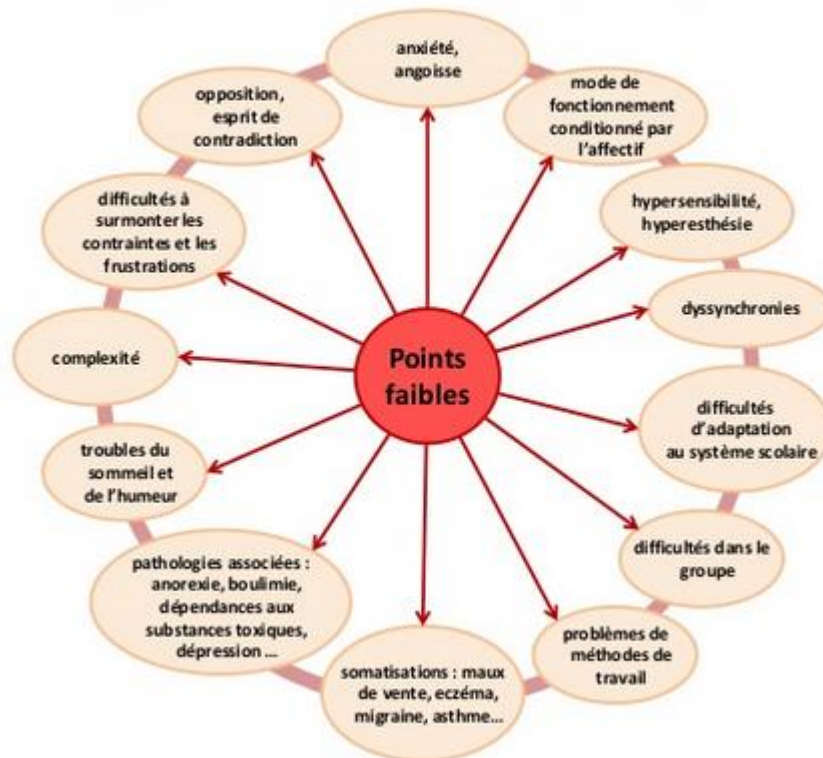 anxiété,
angoisse
mode de
fonctionnement
conditionné par
l'affectif
hypersensibilité,
hyperesthésie
dyssynchronies
difficultés
d'adaptation
au système scolaire
difficultés dans le
groupe
problèmes de
méthodes de
travail
somatisations : maux
de vente, eczéma,
migraine, asthme...
pathologies associées :
anorexie, boulimie,
dépendances aux
substances toxiques,
dépression ...
troubles du
sommeil et
de l'humeur
complexité
difficultés à
surmonter les
contraintes et les
frustrations
opposition,
esprit de
contradiction
Points
faibles